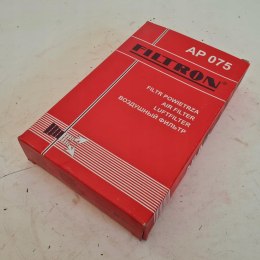 AP 075
FILTRON®
FILTR POWIETRZA
AIR FILTER
LUFTFILTER
ВОЗДУШНЫЙ ФИЛЬТР